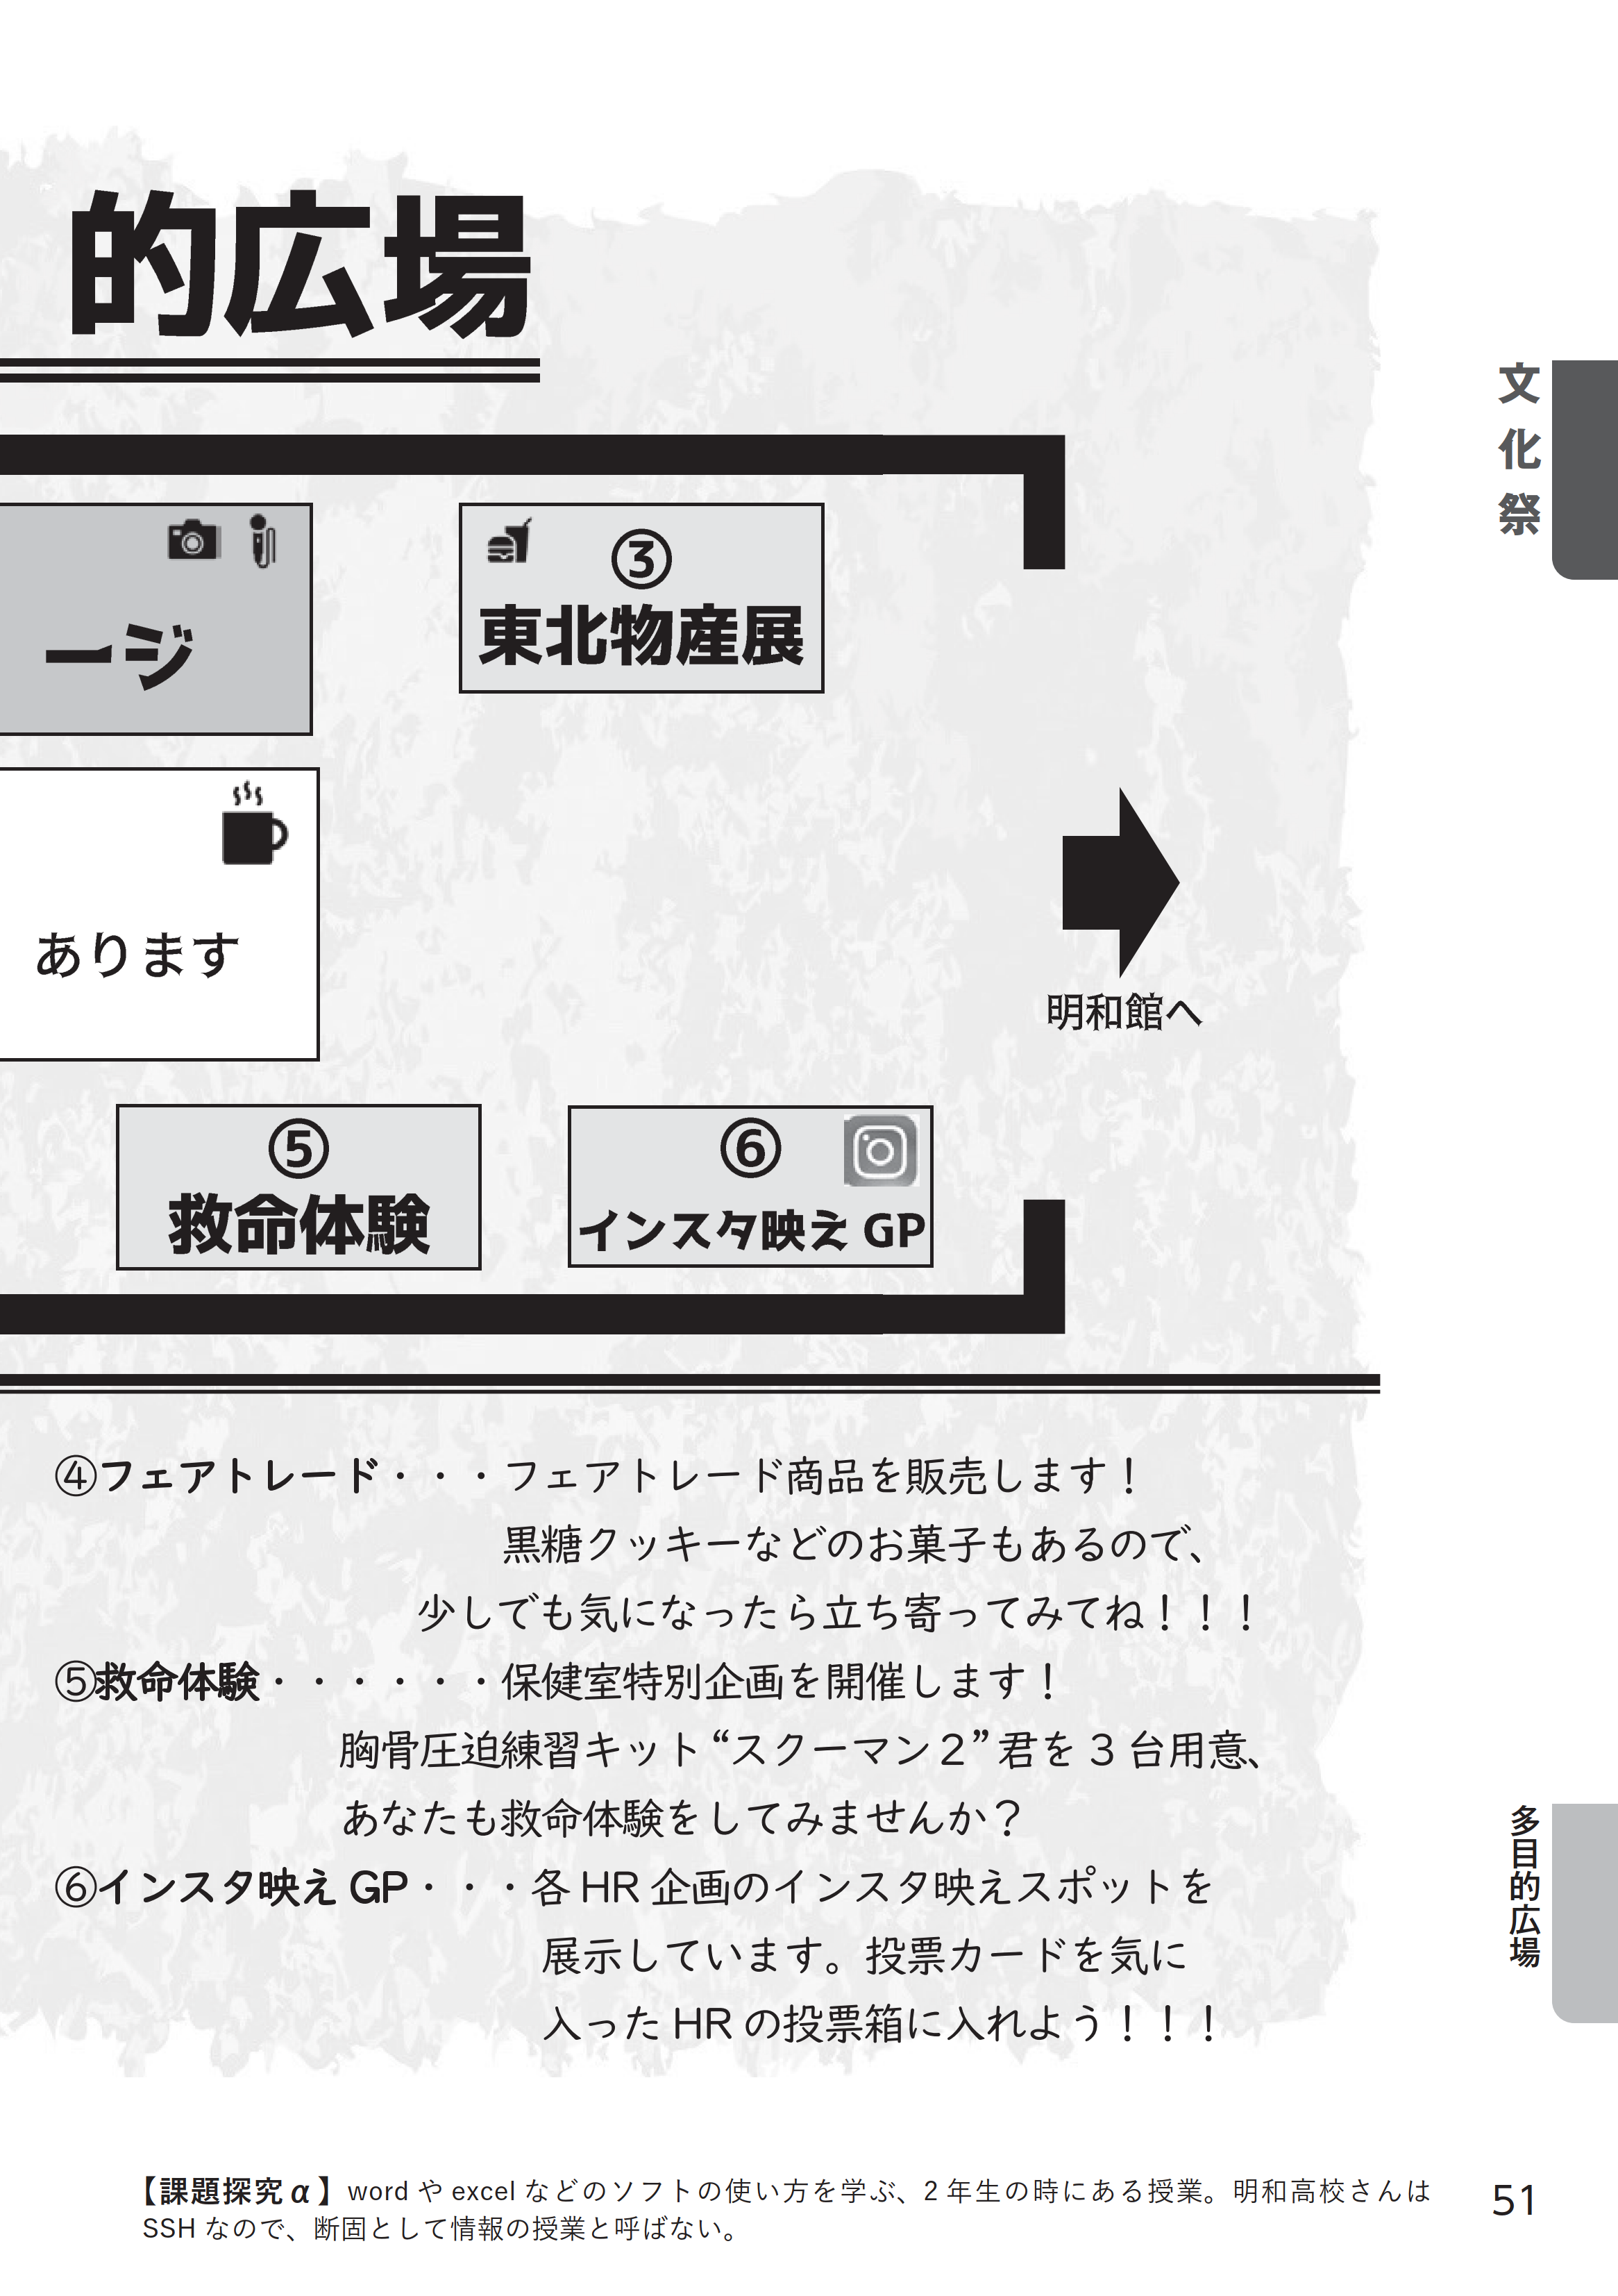 的広場
文化祭
ージ
③
東北物産展
あります
明和館へ
⑤
救命体験
⑥
インスタ映え GP
④フェアトレード・・・フェアトレード商品を販売します！
黒糖クッキーなどのお菓子もあるので、
少しでも気になったら立ち寄ってみてね！！！
⑤救命体験・・・・・・保健室特別企画を開催します！
胸骨圧迫練習キット“スクーマン２”君を 3 台用意、
あなたも救命体験をしてみませんか？
⑥インスタ映え GP・・・各 HR 企画のインスタ映えスポットを
展示しています。投票カードを気に
入った HR の投票箱に入れよう！！！
多目的広場
【課題探究 α 】word や excel などのソフトの使い方を学ぶ、2 年生の時にある授業。明和高校さんは
SSH なので、断固として情報の授業と呼ばない。
51